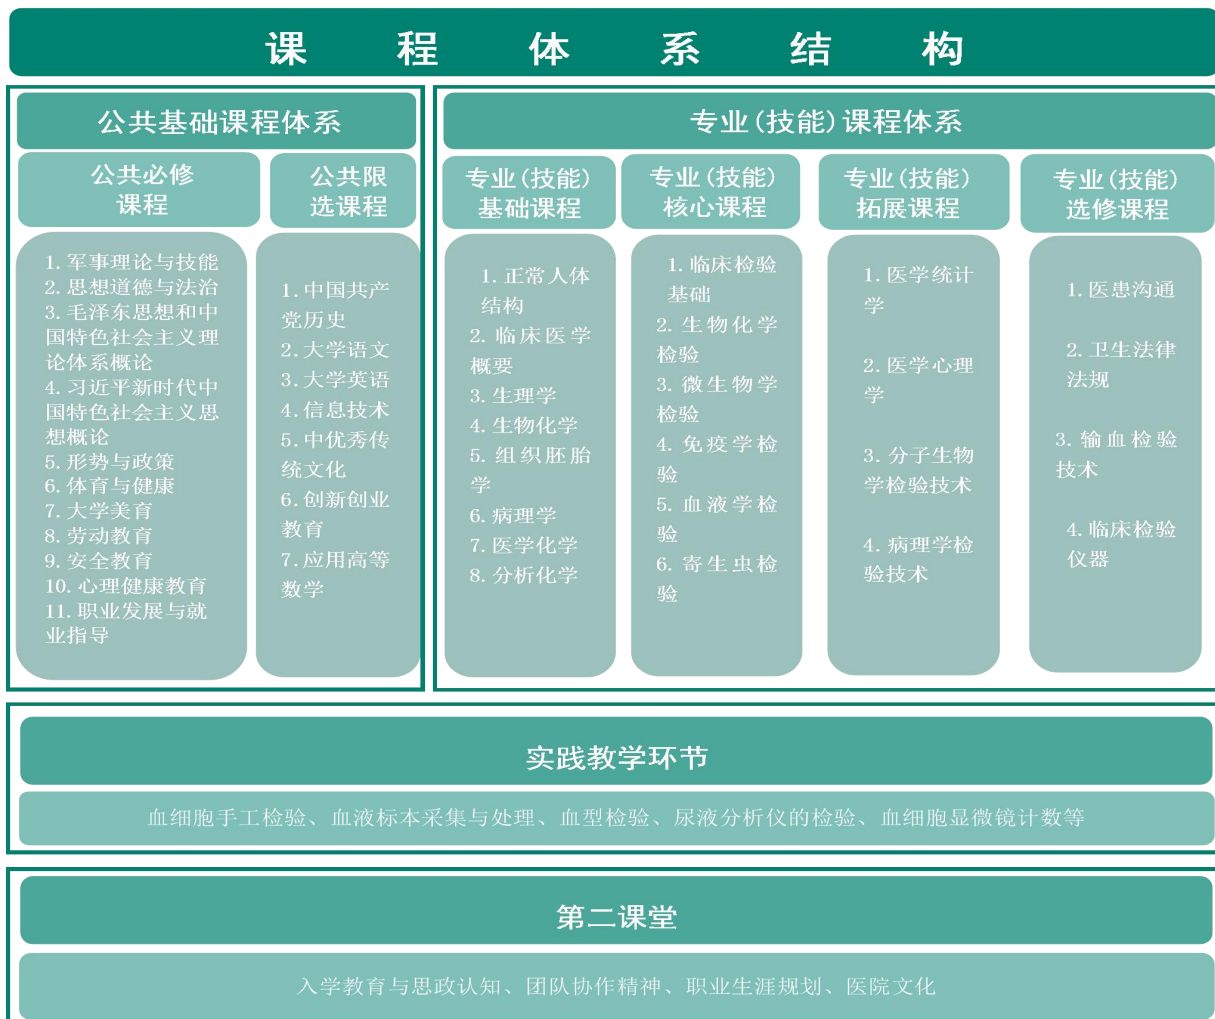 课程体系结构
公共基础课程体系
公共必修
课程
1.军事理论与技能
2.思想道德与法治
3.毛泽东思想和中
国特色社会主义理
论体系概论
4.习近平新时代中
国特色社会主义思
想概论
5.形势与政策
6.体育与健康
7.大学美育
8.劳动教育
9.安全教育
10.心理健康教育
11.职业发展与就
业指导
公共限
选课程
1.中国共产
党历史
2.大学语文
3.大学英语
4.信息技术
5.中优秀传
统文化
6.创新创业
教育
7.应用高等
数学
专业(技能)课程体系
专业(技能)
基础课程
1.正常人体
结构
2.临床医学
概要
3.生理学
4.生物化学
5.组织胚胎
学
6.病理学
7.医学化学
8.分析化学
专业(技能)
核心课程
1.临床检验
基础
2.生物化学
检验
3.微生物学
检验
4.免疫学检
验
5.血液学检
验
6.寄生虫检
验
专业(技能)
拓展课程
1.医学统计
学
2.医学心理
学
3.分子生物
学检验技术
4.病理学检
验技术
专业(技能)
选修课程
1.医患沟通
2.卫生法律
法规
3.输血检验
技术
4.临床检验
仪器
实践教学环节
血细胞手工检验、血液标本采集与处理、血型检验、尿液分析仪的检验、血细胞显微镜计数等
第二课堂
入学教育与思政认知、团队协作精神、职业生涯规划、医院文化